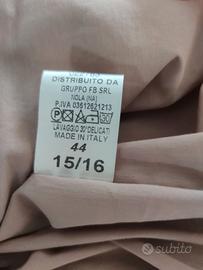 DISTRIBUITO DA
GRUPPO FB SRL
NOLA (NA)
P.IVA 03612621213
LAVAGGIO 30° DELICATI
MADE IN ITALY
44
15/16
subito